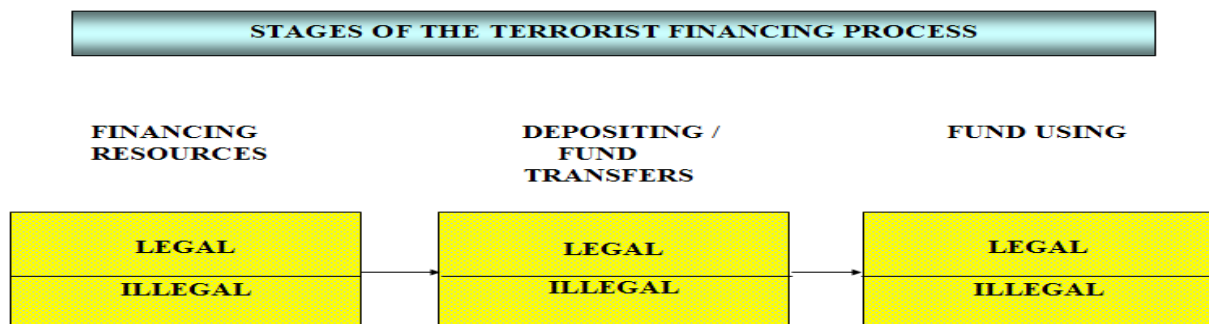 STAGES OF THE TERRORIST FINANCING PROCESS
FINANCING
RESOURCES
DEPOSITING /
FUND
TRANSFERS
FUND USING
LEGAL
ILLEGAL
LEGAL
ILLEGAL
LEGAL
ILLEGAL